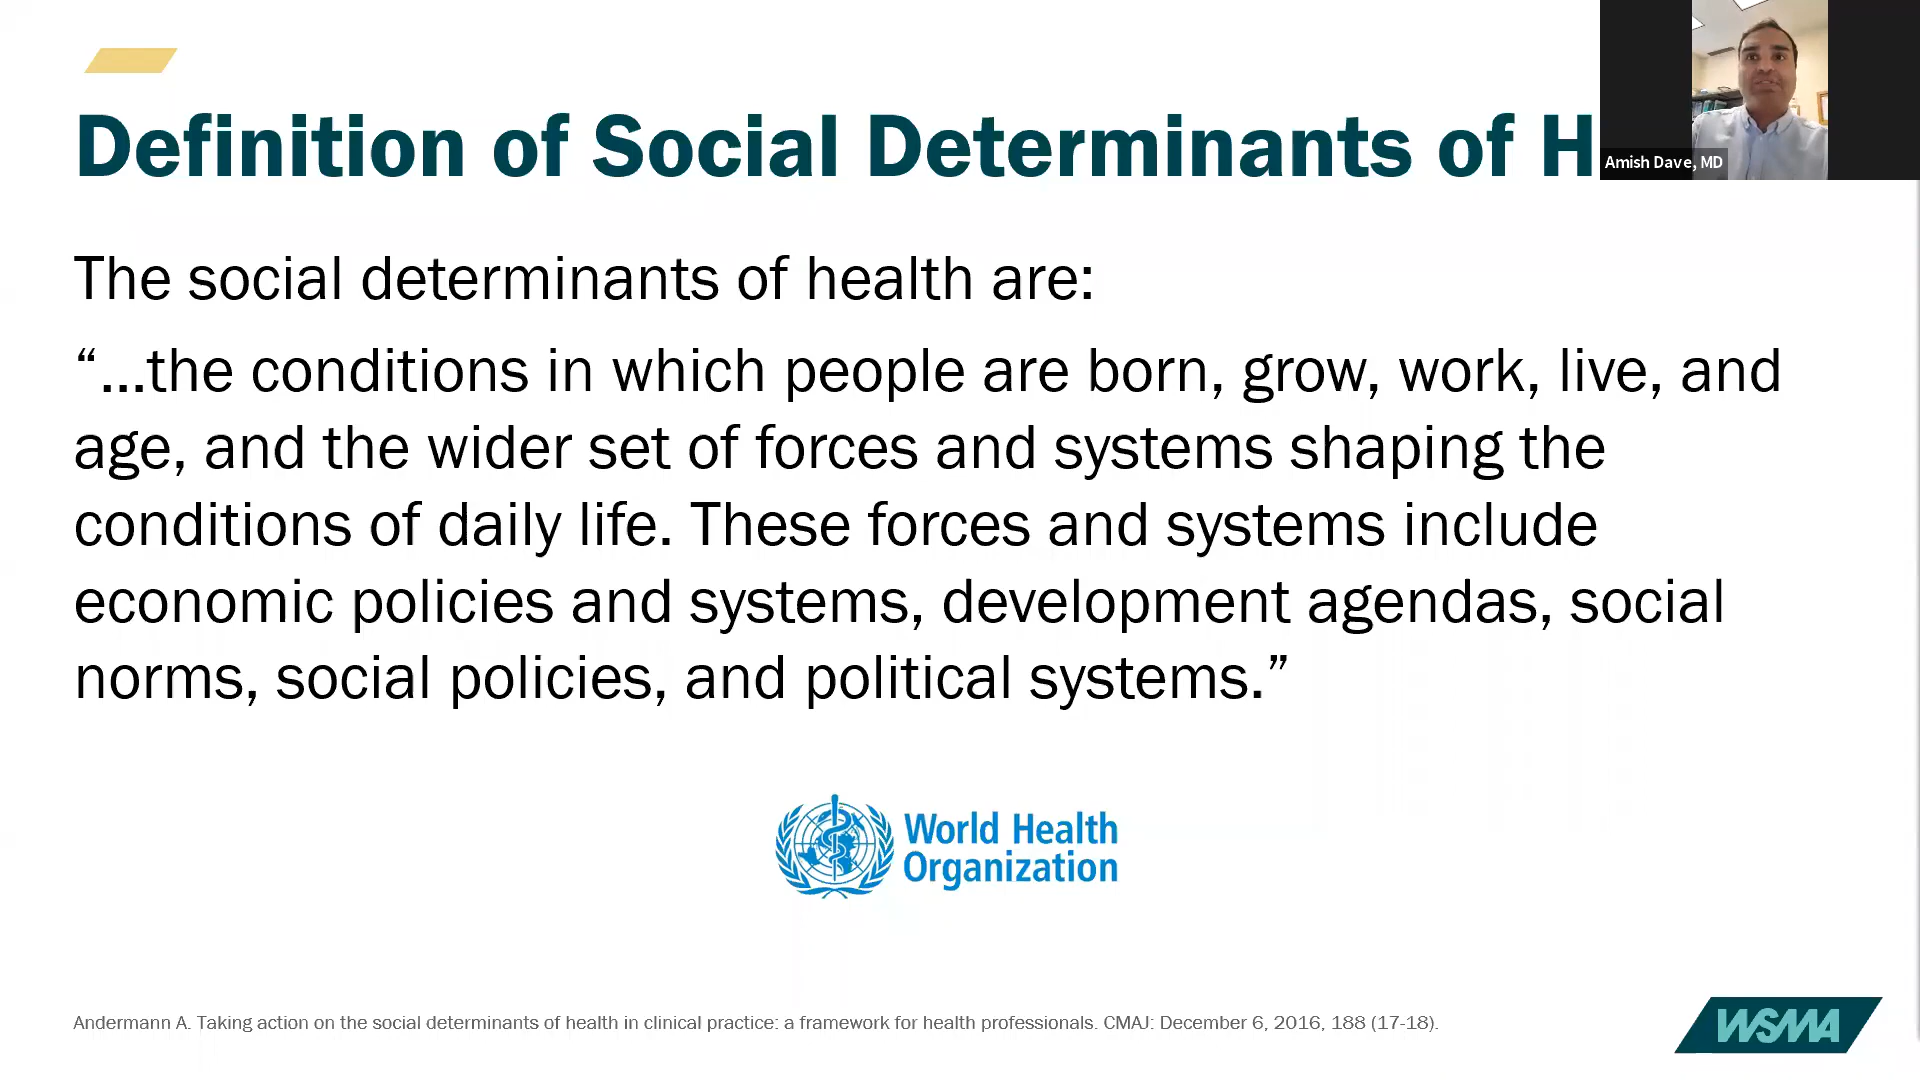 Definition of Social Determinants of H
Amish Dave, MD
The social determinants of health are:
“...the conditions in which people are born, grow, work, live, and
age, and the wider set of forces and systems shaping the
conditions of daily life. These forces and systems include
economic policies and systems, development agendas, social
norms, social policies, and political systems.”
World Health
Organization
Andermann A. Taking action on the social determinants of health in clinical practice: a framework for health professionals. CMAJ: December 6, 2016, 188 (17-18).
WSMA